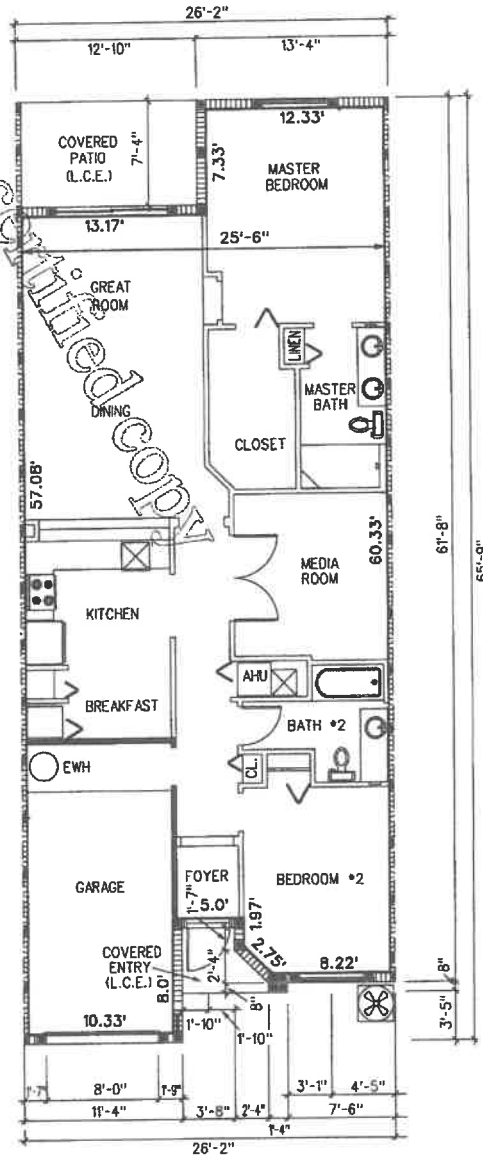 26'-2"
12'-10"
13'-4"
12.33'
COVERED
PATIO
(L.C.E.)
7'-4"
7.33'
MASTER
BEDROOM
13.17'
25'-6"
certified copy
GREAT
ROOM
LINEN
MASTER
BATH
DINING
CLOSET
57.08'
MEDIA
ROOM
60.33'
61'-8"
65'-9"
KITCHEN
AHU
BREAKFAST
BATH #2
EWH
CL.
GARAGE
FOYER
BEDROOM #2
1'-7"
5.0'
1.97'
2.75'
COVERED
ENTRY
(L.C.E.)
8.0'
2'-4"
8.22'
8"
8"
3'-5"
10.33'
1'-10"
1'-10"
1'-7"
8'-0"
1'-9"
3'-1"
4'-5"
11'-4"
3'-8"
2'-4"
7'-6"
1'-4"
26'-2"